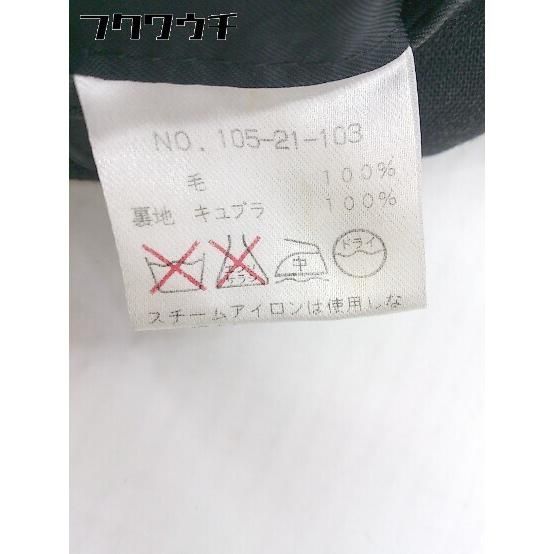 フクワウチ
NO. 105-21-103
毛 100%
裏地 キュプラ 100%
中 ドライ
スチームアイロンは使用しな